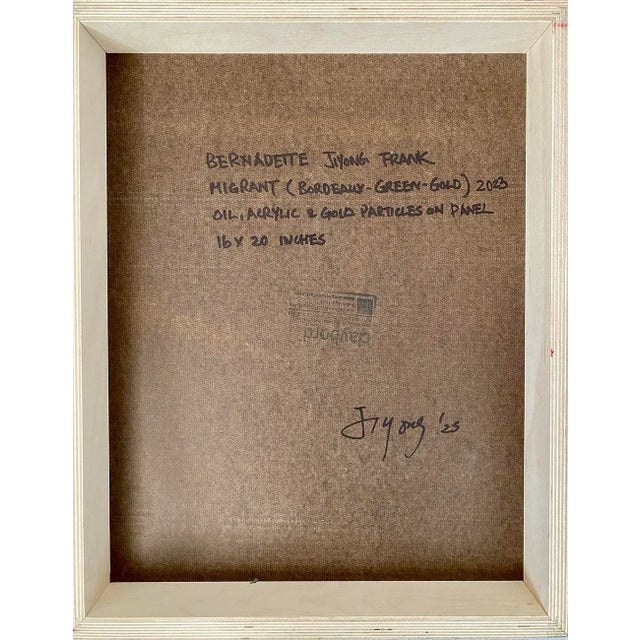 BERNADETTE JIYONG FRANK
MIGRANT (BORDEAUX-GREEN-GOLD) 2023
OIL, ACRYLIC & GOLD PARTICLES ON PANEL
16 X 20 INCHES
claybord
Jiyong '23